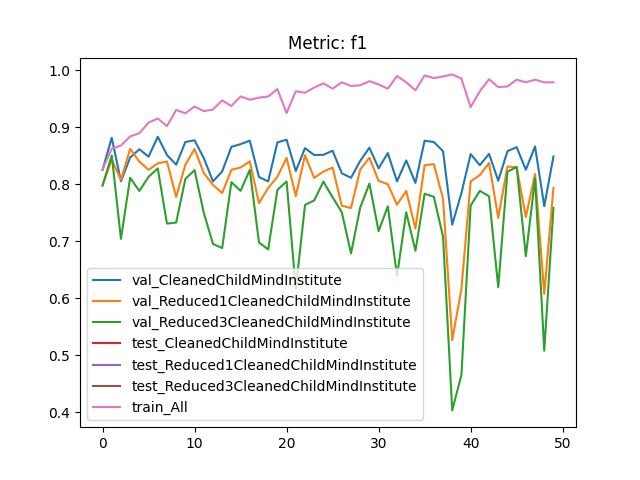 Metric: f1
1.0
0.9
0.8
0.7
0.6
0.5
0.4
val_CleanedChildMindInstitute
val_Reduced1CleanedChildMindInstitute
val_Reduced3CleanedChildMindInstitute
test_CleanedChildMindInstitute
test_Reduced1CleanedChildMindInstitute
test_Reduced3CleanedChildMindInstitute
train_All
0 10 20 30 40 50